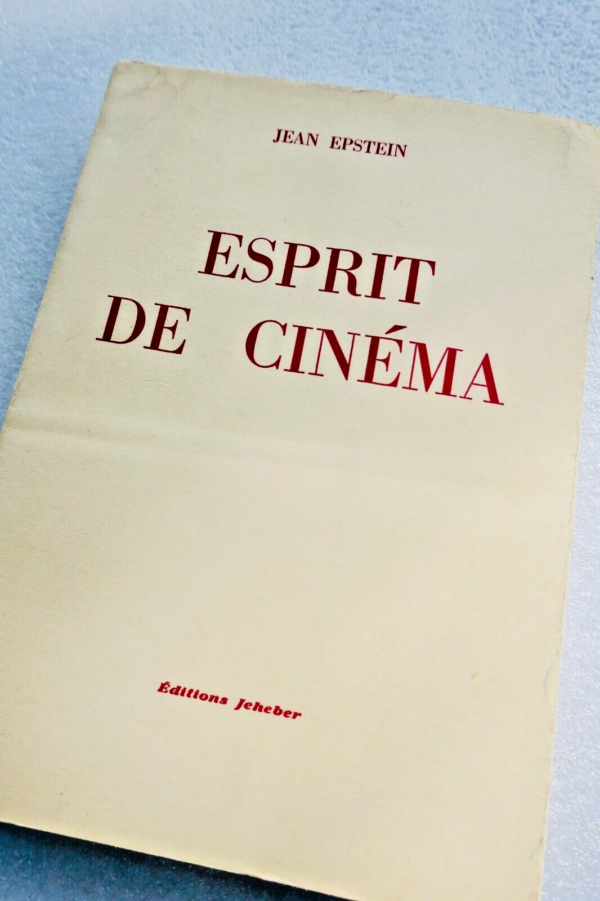 JEAN EPSTEIN
ESPRIT
DE CINÉMA
Éditions Jeheber